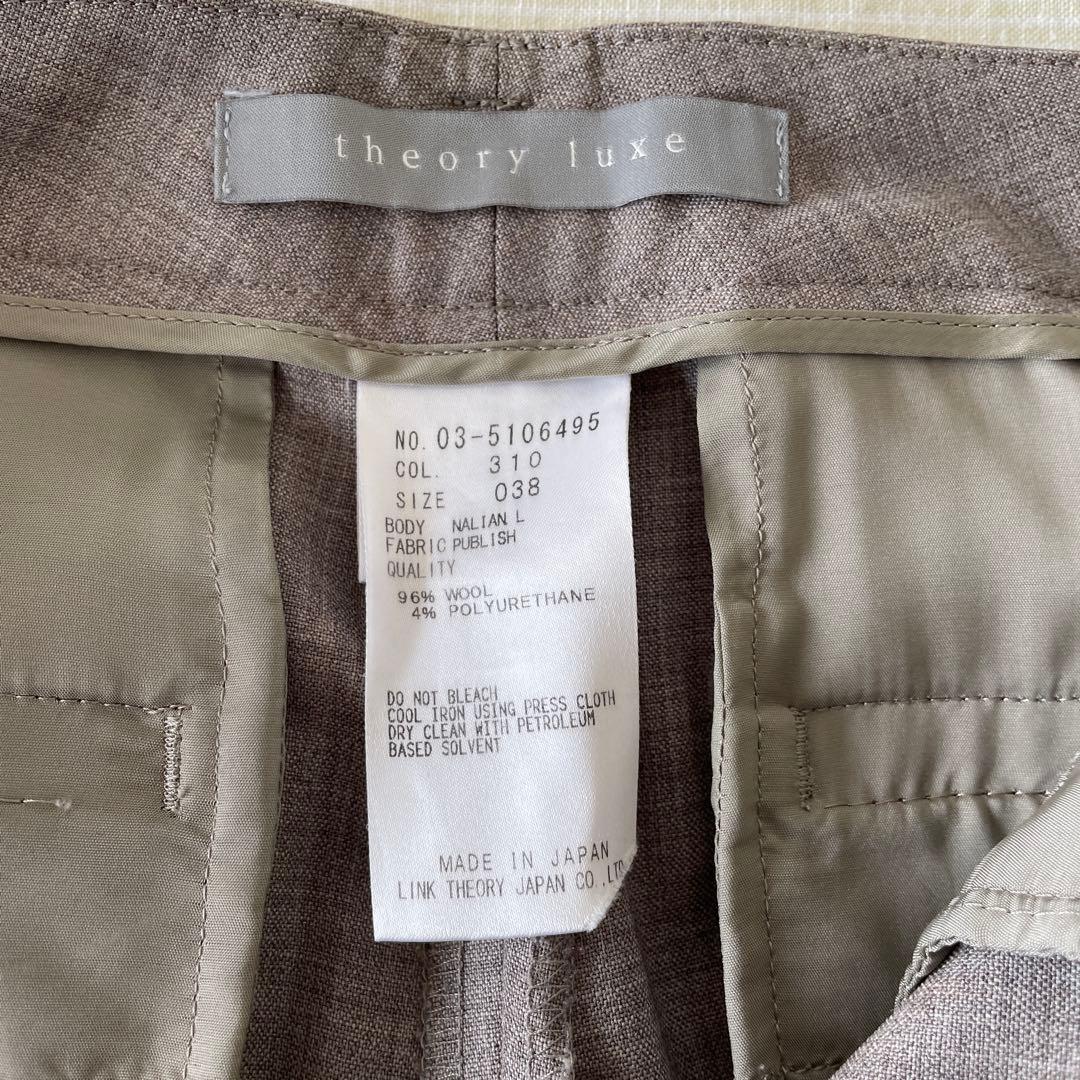 theory luxe
NO. 03-5106495
COL. 310
SIZE 038
BODY NALIAN L
FABRIC PUBLISH
QUALITY
96% WOOL
4% POLYURETHANE
DO NOT BLEACH
COOL IRON USING PRESS CLOTH
DRY CLEAN WITH PETROLEUM
BASED SOLVENT
MADE IN JAPAN
LINK THEORY JAPAN CO.,LTD.